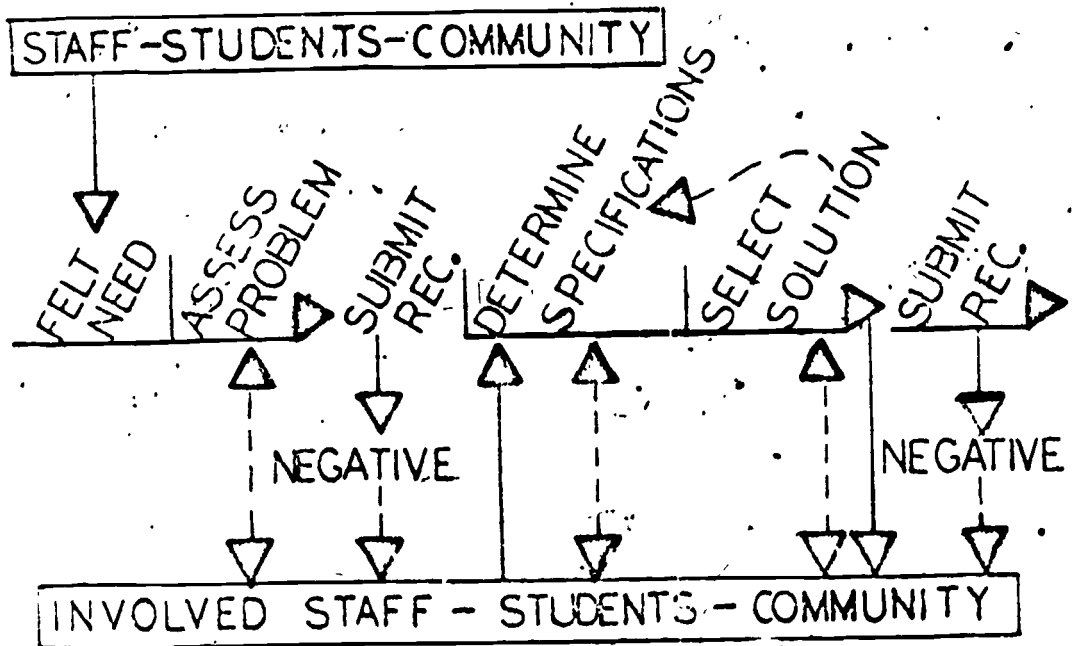 STAFF-STUDENTS-COMMUNITY
FELT
NEED
ASSESS
PROBLEM
SUBMIT
REC.
DETERMINE
SPECIFICATIONS
SELECT
SOLUTION
SUBMIT
REC.
NEGATIVE
NEGATIVE
INVOLVED STAFF - STUDENTS - COMMUNITY